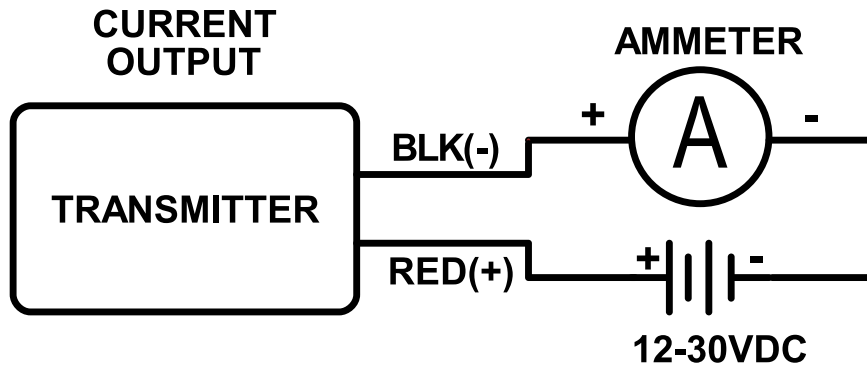 CURRENT
OUTPUT
AMMETER
+
A
-
BLK(-)
TRANSMITTER
RED(+)
+
-
12-30VDC